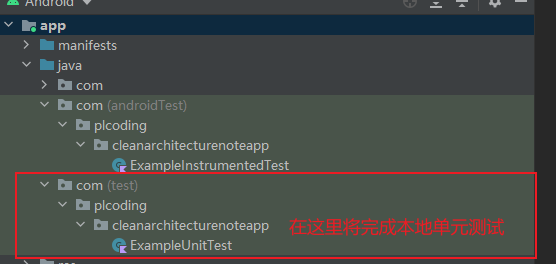 Android
app
manifests
java
com
com (androidTest)
plcoding
cleanarchitecturenoteapp
ExampleInstrumentedTest
com (test)
plcoding
cleanarchitecturenoteapp 在这里将完成本地单元测试
ExampleUnitTest